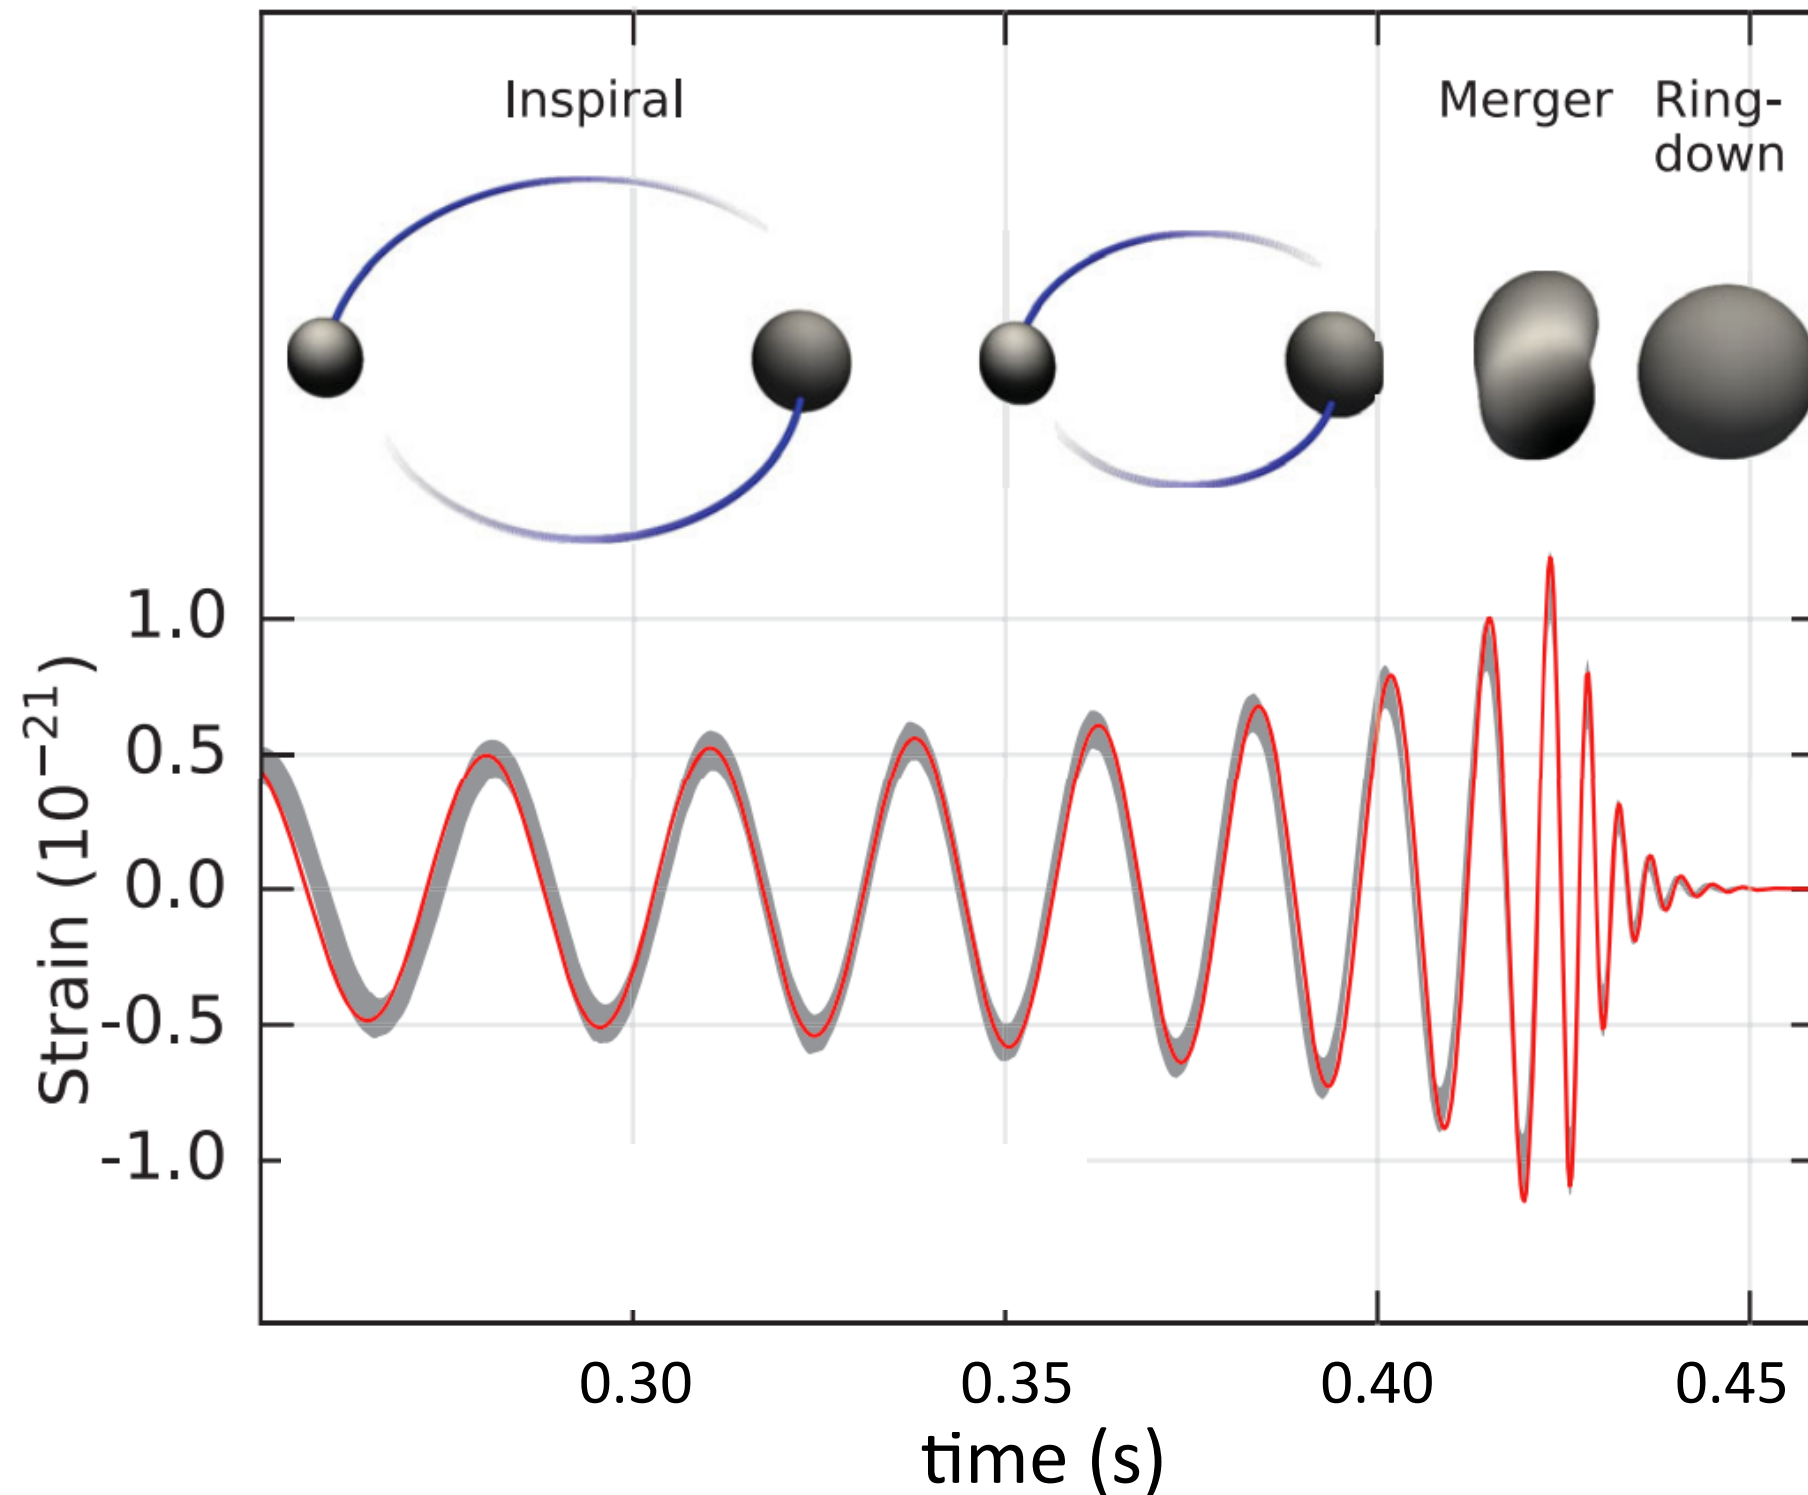 Inspiral
Merger
Ring-
down
1.0
0.5
0.0
-0.5
-1.0
Strain (10⁻²¹)
0.30
0.35
0.40
0.45
time (s)